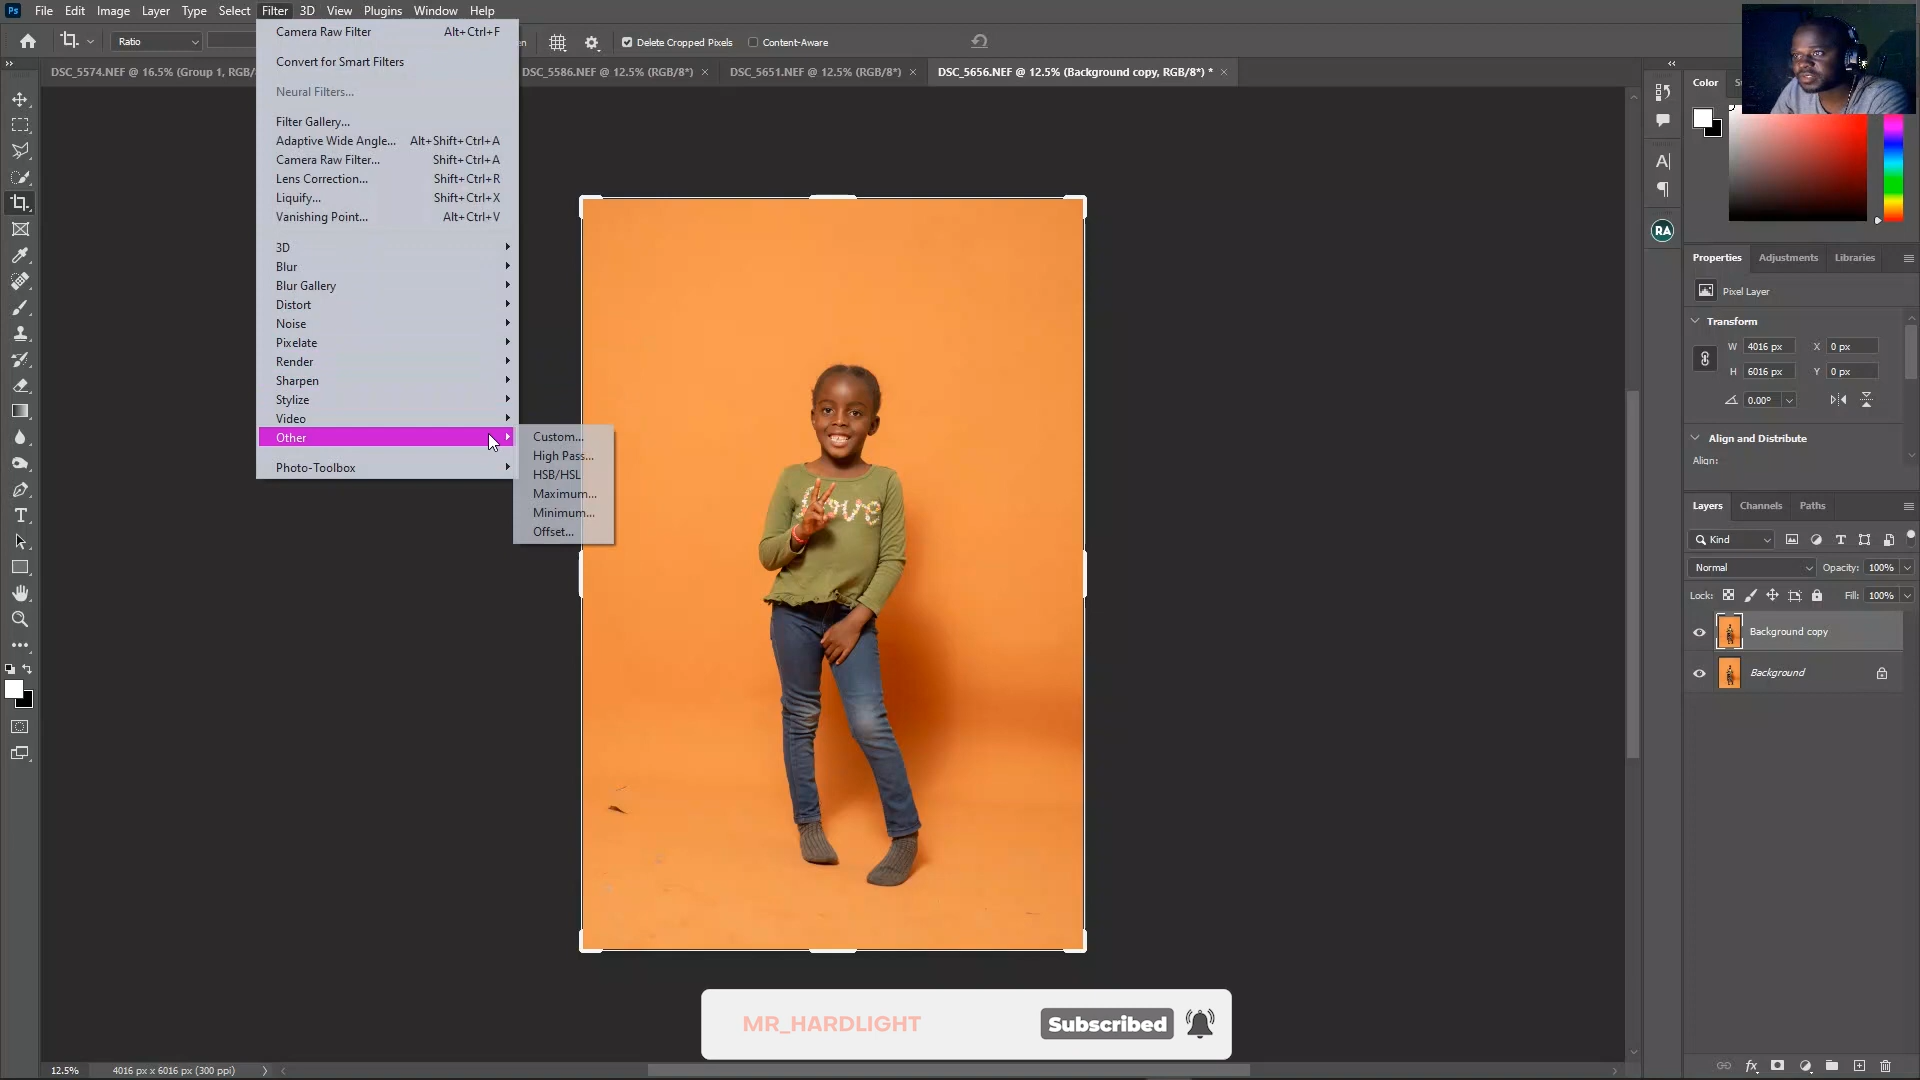 Ps File Edit Image Layer Type Select Filter 3D View Plugins Window Help
Ratio
Delete Cropped Pixels Content-Aware
DSC_5574.NEF @ 16.5% (Group 1, RGB/
DSC_5586.NEF @ 12.5% (RGB/8*) ×
DSC_5651.NEF @ 12.5% (RGB/8*) ×
DSC_5656.NEF @ 12.5% (Background copy, RGB/8*) * ×
Camera Raw Filter Alt+Ctrl+F
Convert for Smart Filters
Neural Filters...
Filter Gallery...
Adaptive Wide Angle... Alt+Shift+Ctrl+A
Camera Raw Filter... Shift+Ctrl+A
Lens Correction... Shift+Ctrl+R
Liquify... Shift+Ctrl+X
Vanishing Point... Alt+Ctrl+V
3D
Blur
Blur Gallery
Distort
Noise
Pixelate
Render
Sharpen
Stylize
Video
Other
Photo-Toolbox
Custom...
High Pass...
HSB/HSL
Maximum...
Minimum...
Offset...
love
Color
RA
Properties Adjustments Libraries
Pixel Layer
Transform
W 4016 px X 0 px
H 6016 px Y 0 px
0.00°
Align and Distribute
Align:
Layers Channels Paths
Kind
Normal Opacity: 100%
Lock: Fill: 100%
Background copy
Background
MR_HARDLIGHT Subscribed
12.5% 4016 px x 6016 px (300 ppi)